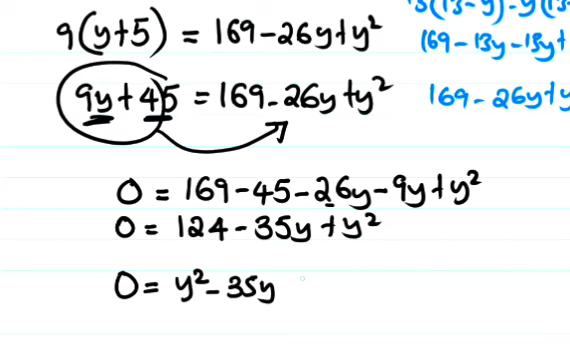 9(y+5) = 169-26y+y²
9y+45 = 169-26y+y²
0 = 169-45-26y-9y+y²
0 = 124-35y+y²
0 = y²-35y
169-13y-13y+
169-26y+y